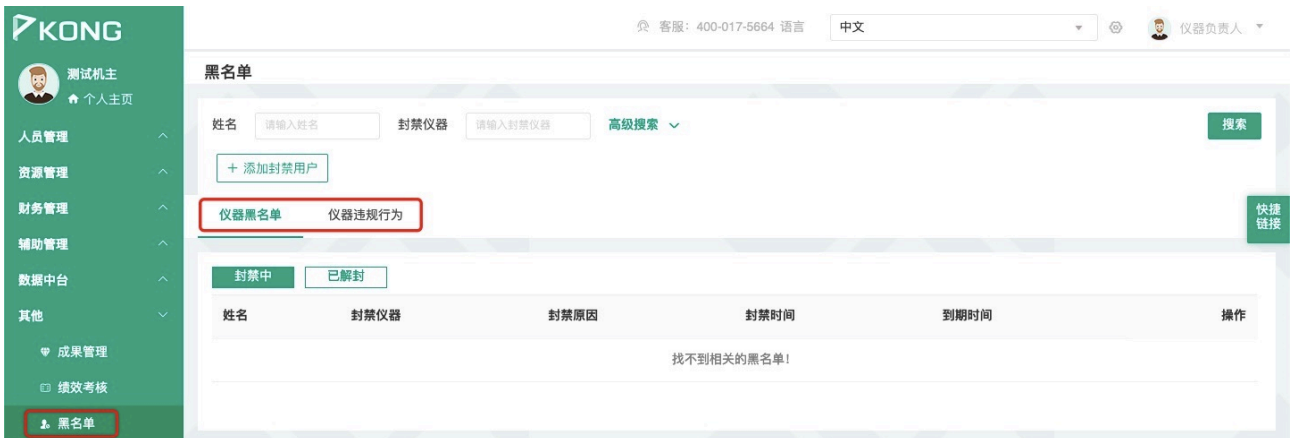 PKONG
客服：400-017-5664 语言 中文 仪器负责人
测试机主
个人主页
人员管理
资源管理
财务管理
辅助管理
数据中台
其他
成果管理
绩效考核
黑名单
黑名单
姓名 请输入姓名 封禁仪器 请输入封禁仪器 高级搜索 搜索
+ 添加封禁用户
仪器黑名单 仪器违规行为
快捷
链接
封禁中 已解封
姓名 封禁仪器 封禁原因 封禁时间 到期时间 操作
找不到相关的黑名单!